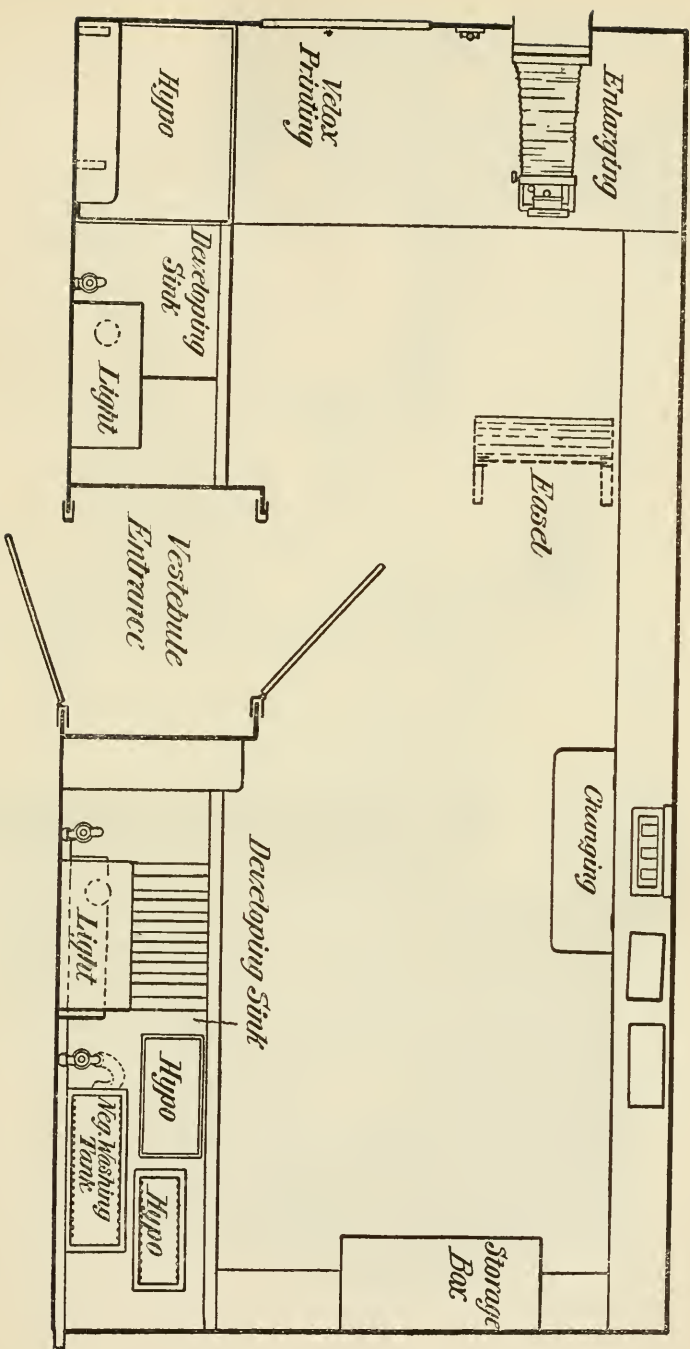 Enlarging
Easel
Changing
Storage
Box
Velox
Printing
Hypo
Developing
Sink
Light
Vestebule
Entrance
Developing Sink
Light
Hypo
Hypo
Neg. Washing
Tank